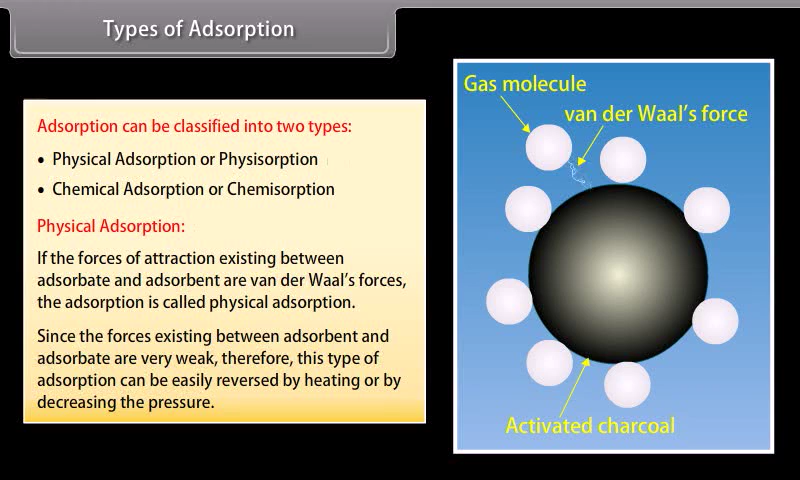 Types of Adsorption
Adsorption can be classified into two types:
• Physical Adsorption or Physisorption
• Chemical Adsorption or Chemisorption
Physical Adsorption:
If the forces of attraction existing between
adsorbate and adsorbent are van der Waal's forces,
the adsorption is called physical adsorption.
Since the forces existing between adsorbent and
adsorbate are very weak, therefore, this type of
adsorption can be easily reversed by heating or by
decreasing the pressure.
Gas molecule
van der Waal's force
Activated charcoal